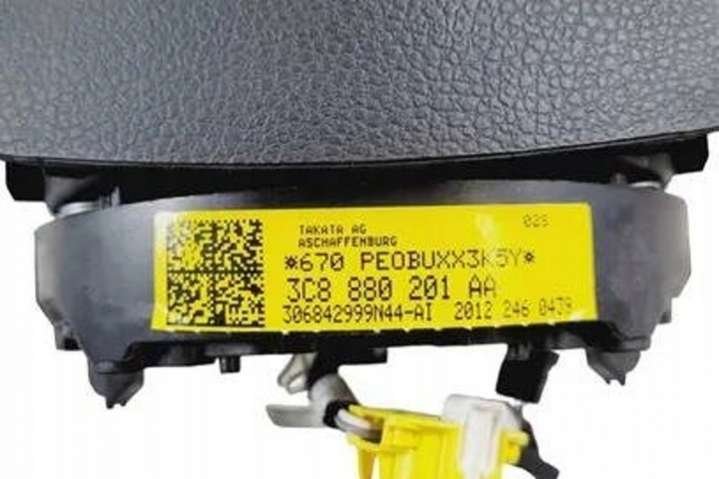 TAKATA AG 025
ASCHAFFENBURG
*670 PEOBUXX3K5Y*
3C8 880 201 AA
306842999N44-AI 2012 246 0439